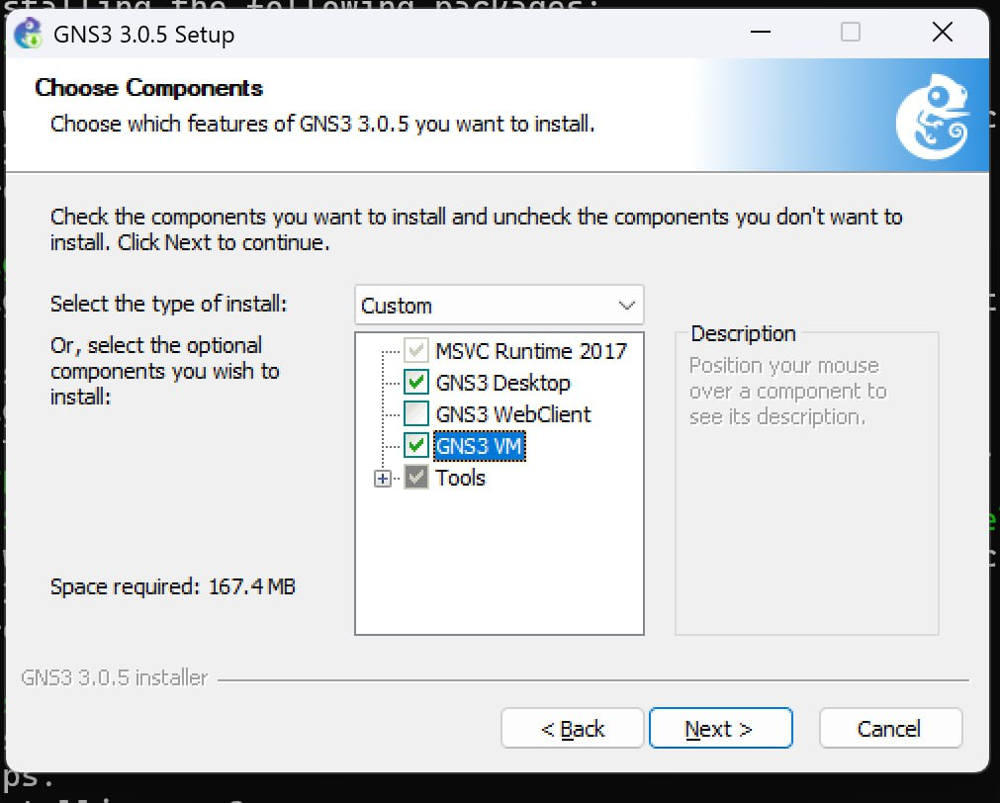 stalling the following packages:
GNS3 3.0.5 Setup
Choose Components
Choose which features of GNS3 3.0.5 you want to install.
Check the components you want to install and uncheck the components you don't want to
install. Click Next to continue.
Select the type of install:
Custom
Or, select the optional
components you wish to
install:
MSVC Runtime 2017
GNS3 Desktop
GNS3 WebClient
GNS3 VM
Tools
Description
Position your mouse
over a component to
see its description.
Space required: 167.4 MB
GNS3 3.0.5 installer
< Back
Next >
Cancel
ps.